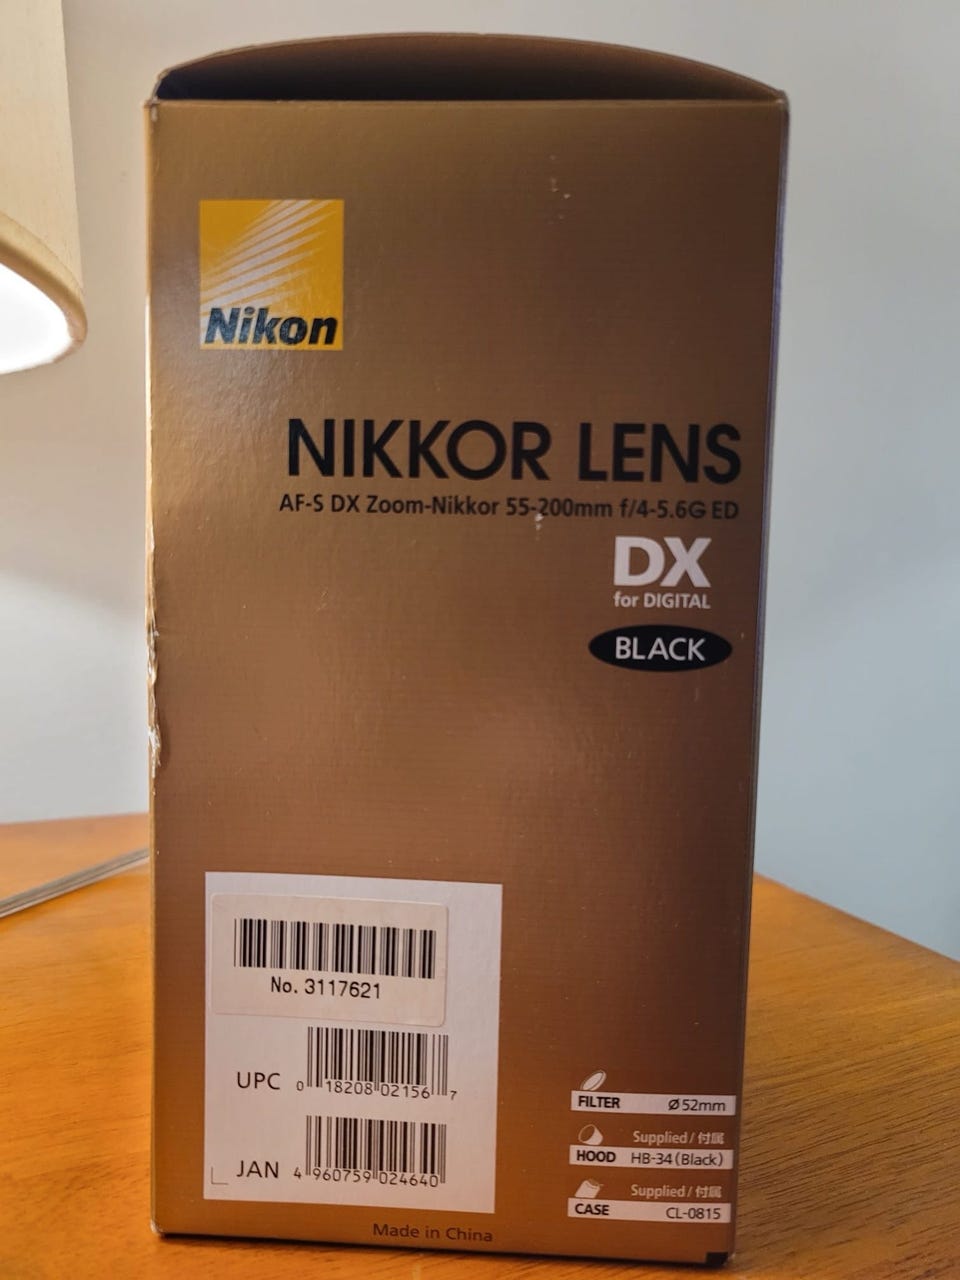 Nikon
NIKKOR LENS
AF-S DX Zoom-Nikkor 55-200mm f/4-5.6G ED
DX
for DIGITAL
BLACK
No. 3117621
UPC 0 18208 02156 7
JAN 4 960759 024640
FILTER Ø52mm
Supplied / 付属
HOOD HB-34 (Black)
Supplied / 付属
CASE CL-0815
Made in China